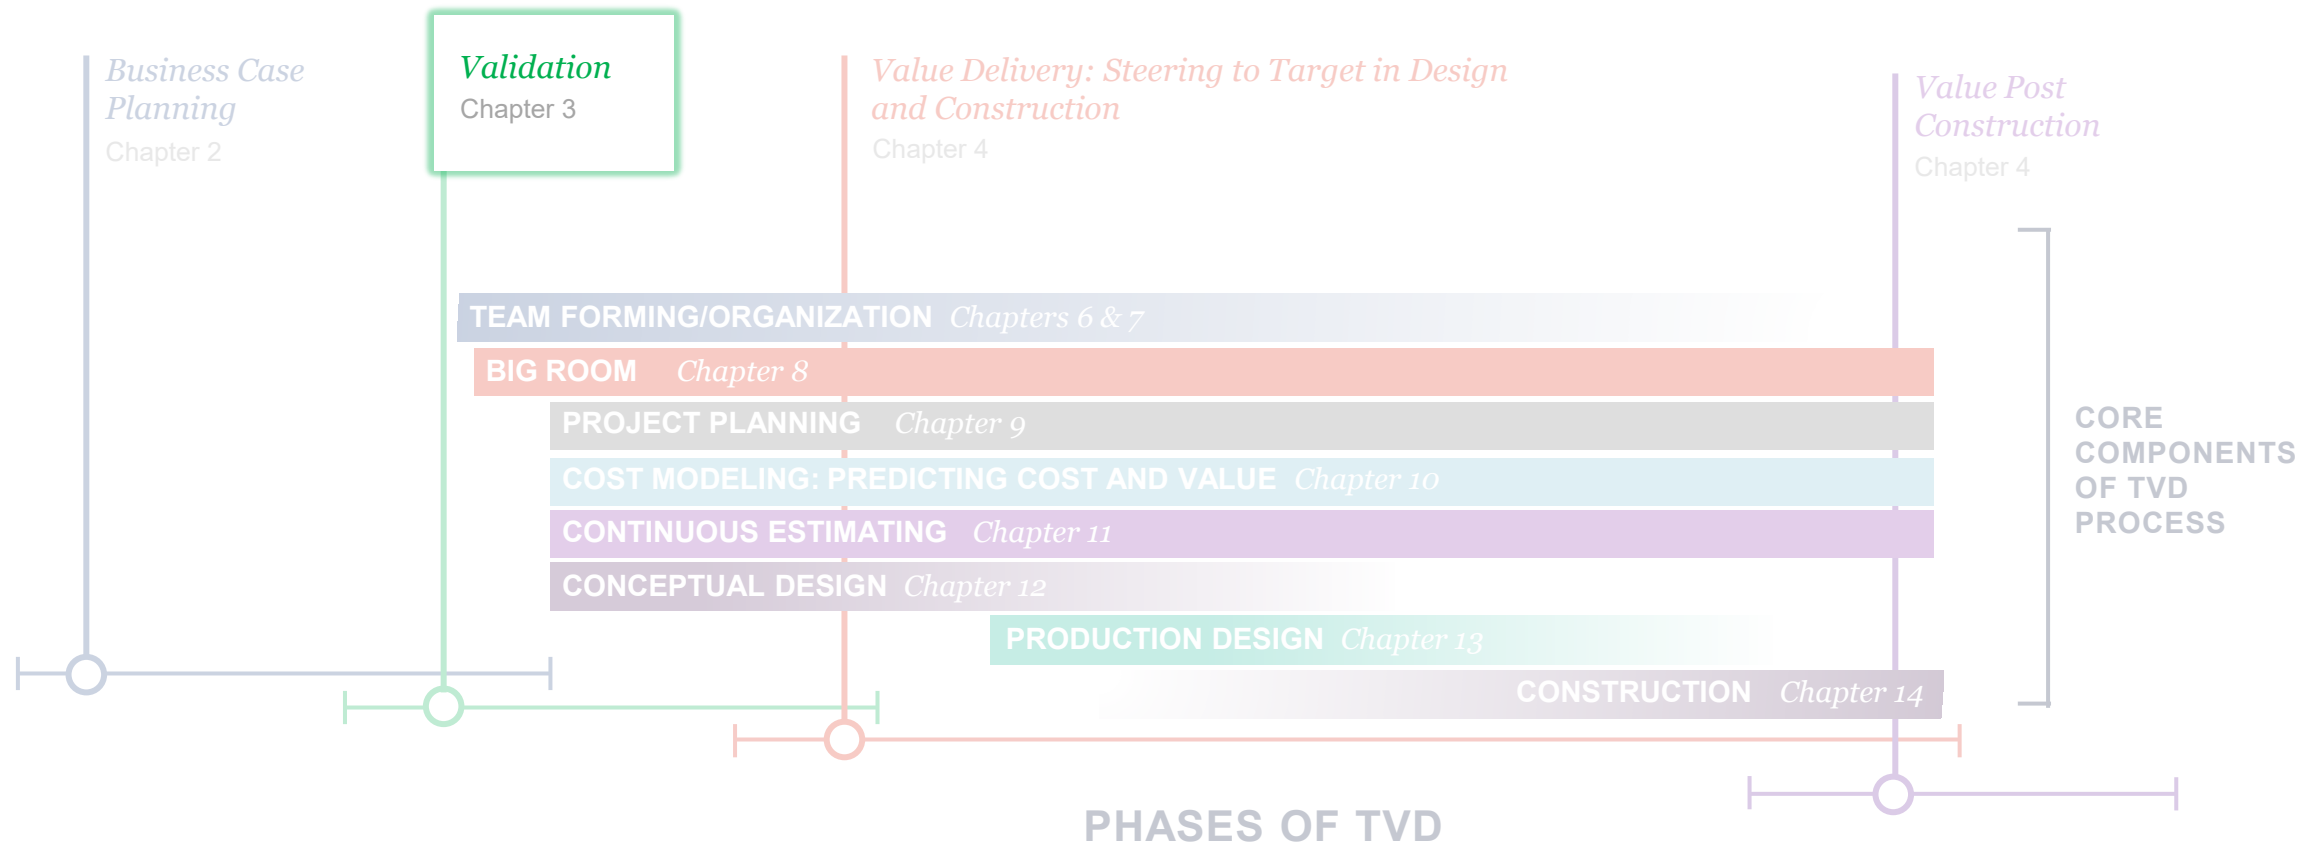 Business Case
Planning
Chapter 2
Validation
Chapter 3
Value Delivery: Steering to Target in Design
and Construction
Chapter 4
Value Post
Construction
Chapter 4
TEAM FORMING/ORGANIZATION Chapters 6 & 7
BIG ROOM Chapter 8
PROJECT PLANNING Chapter 9
COST MODELING: PREDICTING COST AND VALUE Chapter 10
CONTINUOUS ESTIMATING Chapter 11
CONCEPTUAL DESIGN Chapter 12
PRODUCTION DESIGN Chapter 13
CONSTRUCTION Chapter 14
CORE
COMPONENTS
OF TVD
PROCESS
PHASES OF TVD